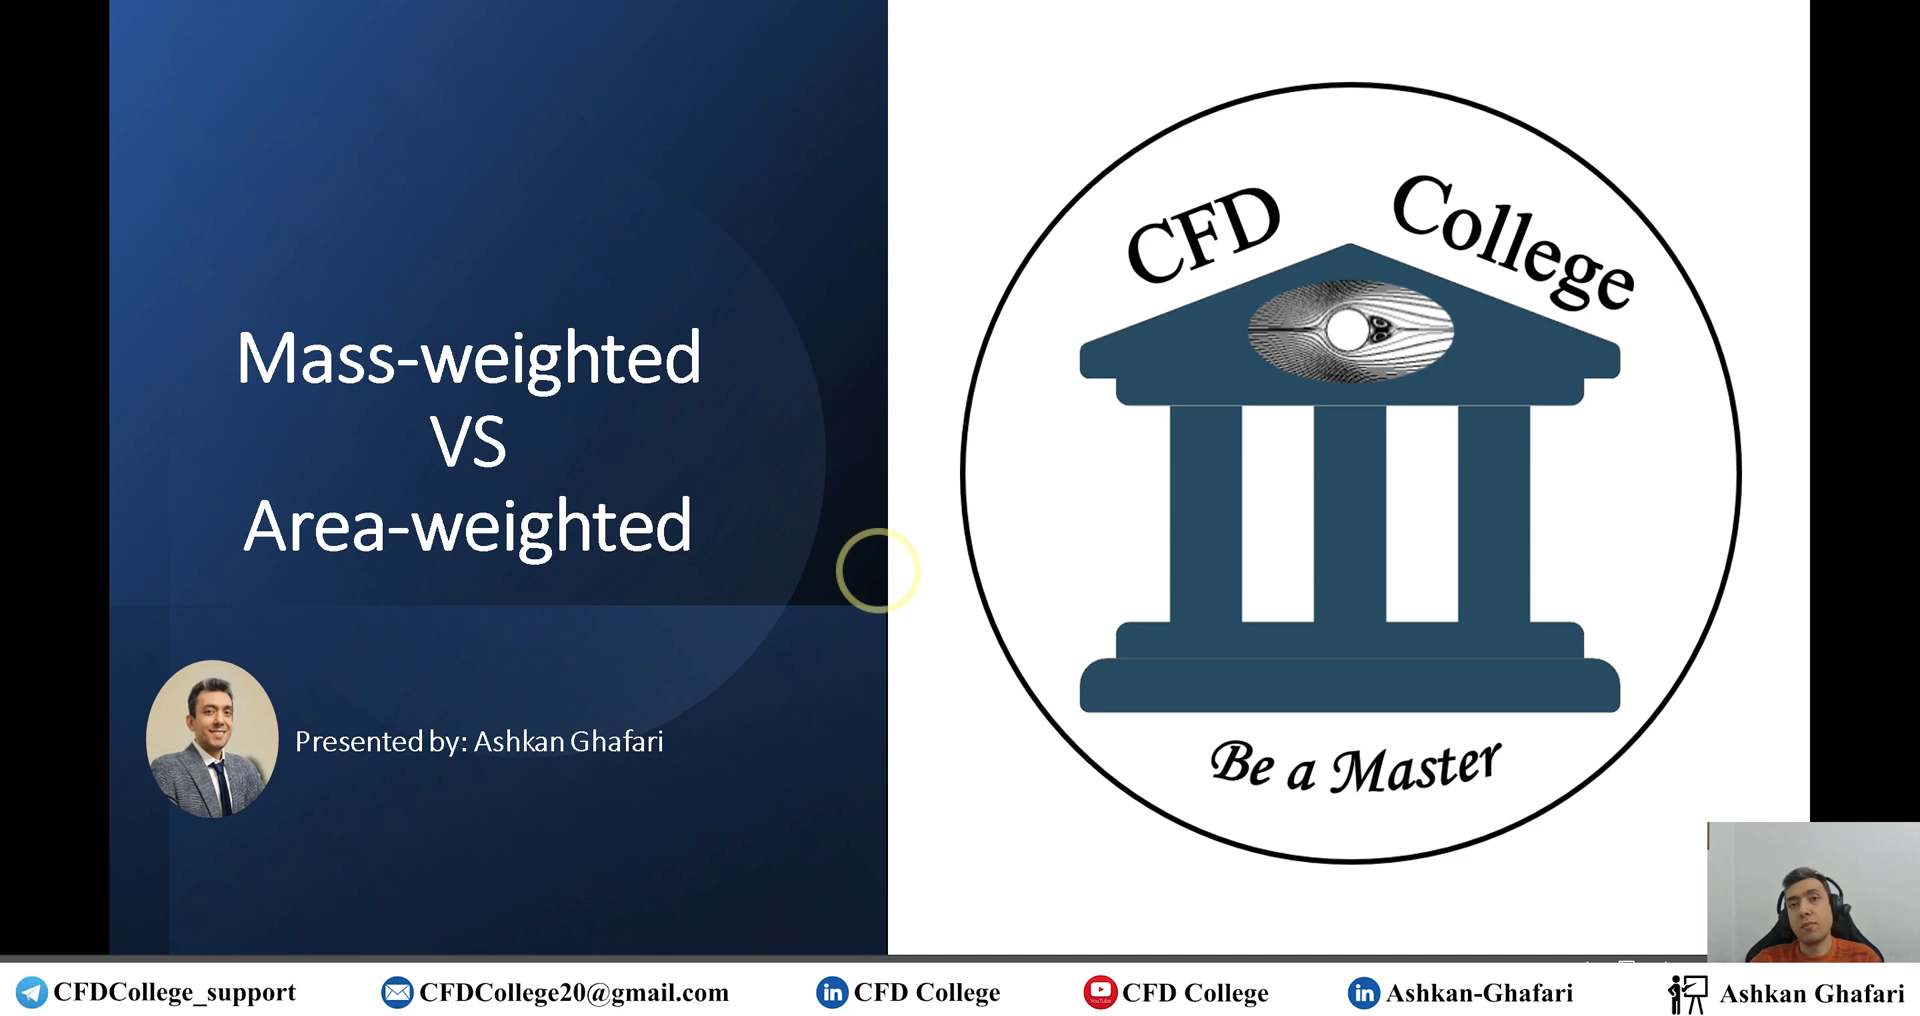 Mass-weighted
VS
Area-weighted
Presented by: Ashkan Ghafari
CFD College
Be a Master
CFDCollege_support
CFDCollege20@gmail.com
CFD College
CFD College
Ashkan-Ghafari
Ashkan Ghafari